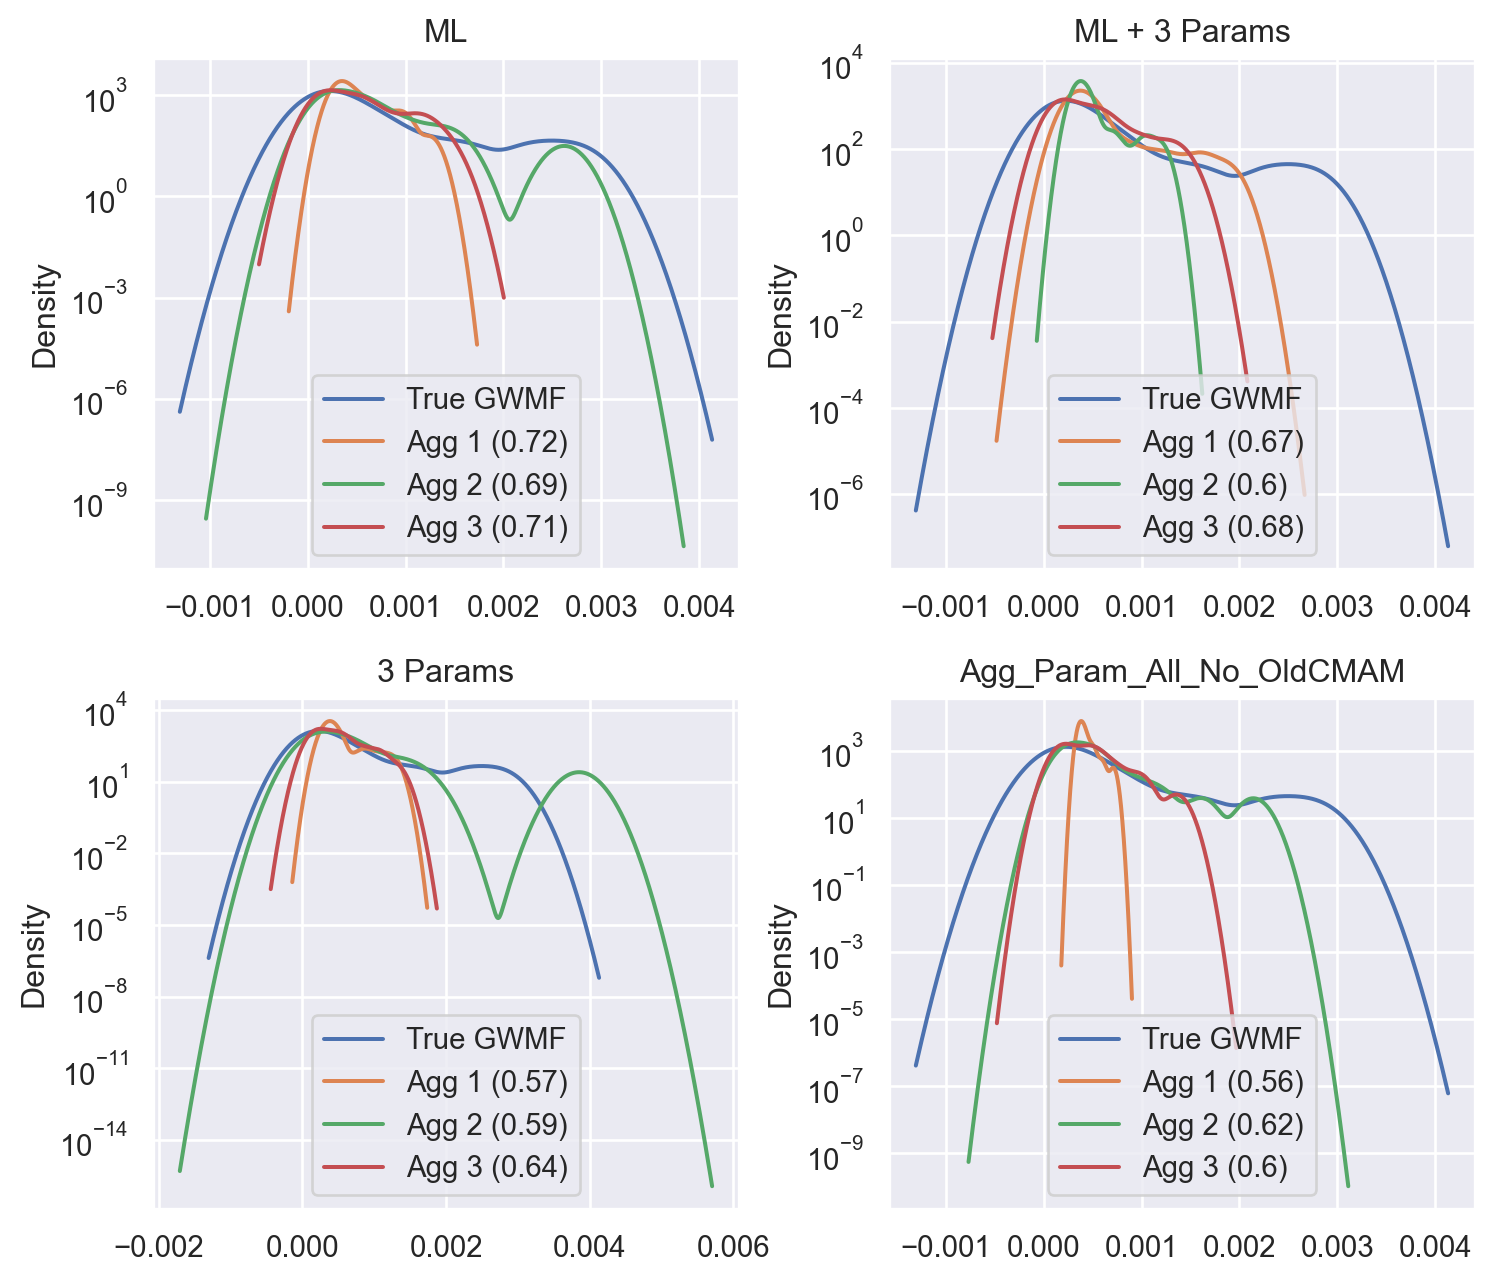 ML
10^3
10^0
10^−3
10^−6
10^−9
Density
True GWMF
Agg 1 (0.72)
Agg 2 (0.69)
Agg 3 (0.71)
−0.001 0.000 0.001 0.002 0.003 0.004
ML + 3 Params
10^4
10^2
10^0
10^−2
10^−4
10^−6
Density
True GWMF
Agg 1 (0.67)
Agg 2 (0.6)
Agg 3 (0.68)
−0.001 0.000 0.001 0.002 0.003 0.004
3 Params
10^4
10^1
10^−2
10^−5
10^−8
10^−11
10^−14
Density
True GWMF
Agg 1 (0.57)
Agg 2 (0.59)
Agg 3 (0.64)
−0.002 0.000 0.002 0.004 0.006
Agg_Param_All_No_OldCMAM
10^3
10^1
10^−1
10^−3
10^−5
10^−7
10^−9
Density
True GWMF
Agg 1 (0.56)
Agg 2 (0.62)
Agg 3 (0.6)
−0.001 0.000 0.001 0.002 0.003 0.004